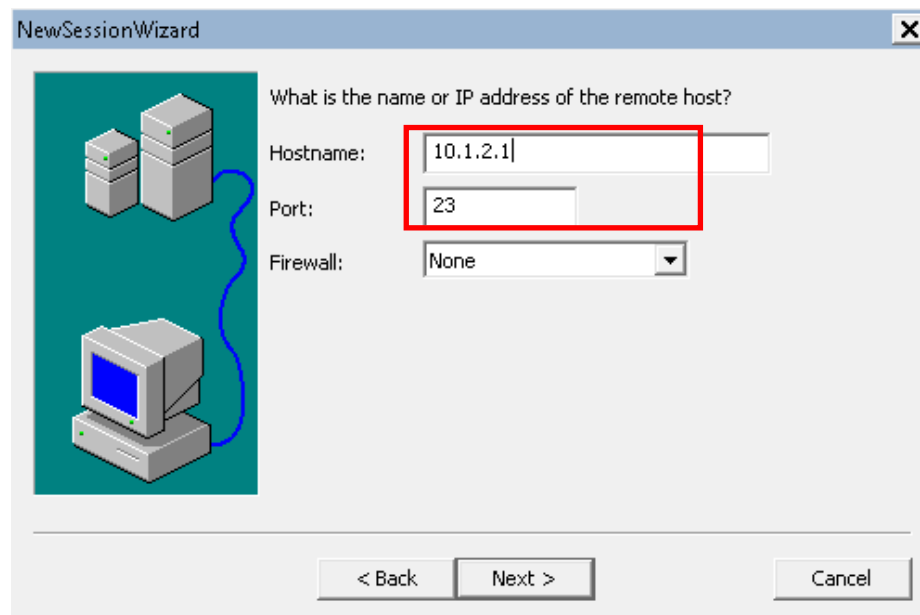 NewSessionWizard
What is the name or IP address of the remote host?
Hostname: 10.1.2.1
Port: 23
Firewall: None
< Back Next > Cancel